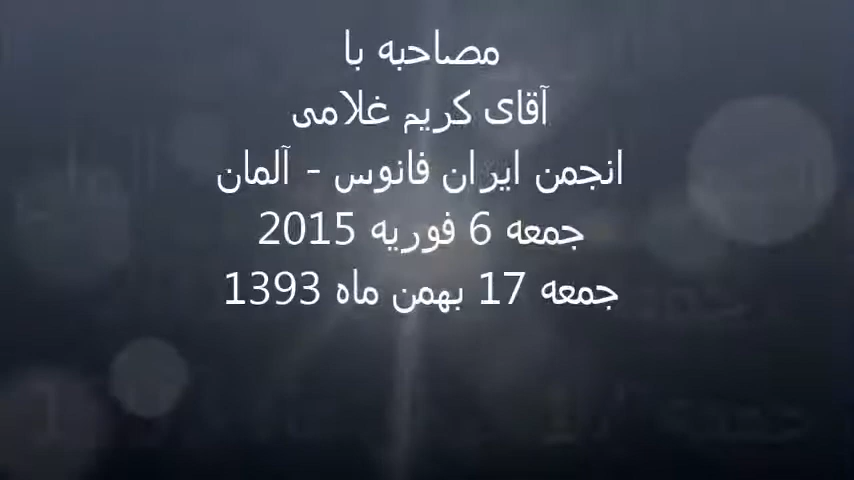 مصاحبه با
آقای کریم غلامی
انجمن ایران فانوس - آلمان
جمعه 6 فوریه 2015
جمعه 17 بهمن ماه 1393